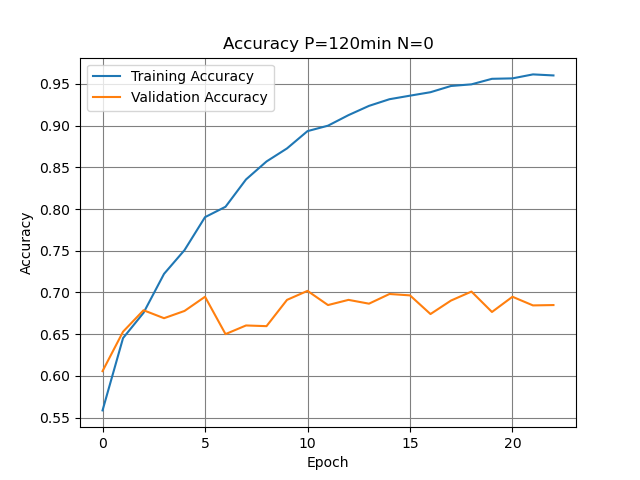 Accuracy P=120min N=0
Training Accuracy
Validation Accuracy
Accuracy
0.95
0.90
0.85
0.80
0.75
0.70
0.65
0.60
0.55
0 5 10 15 20
Epoch